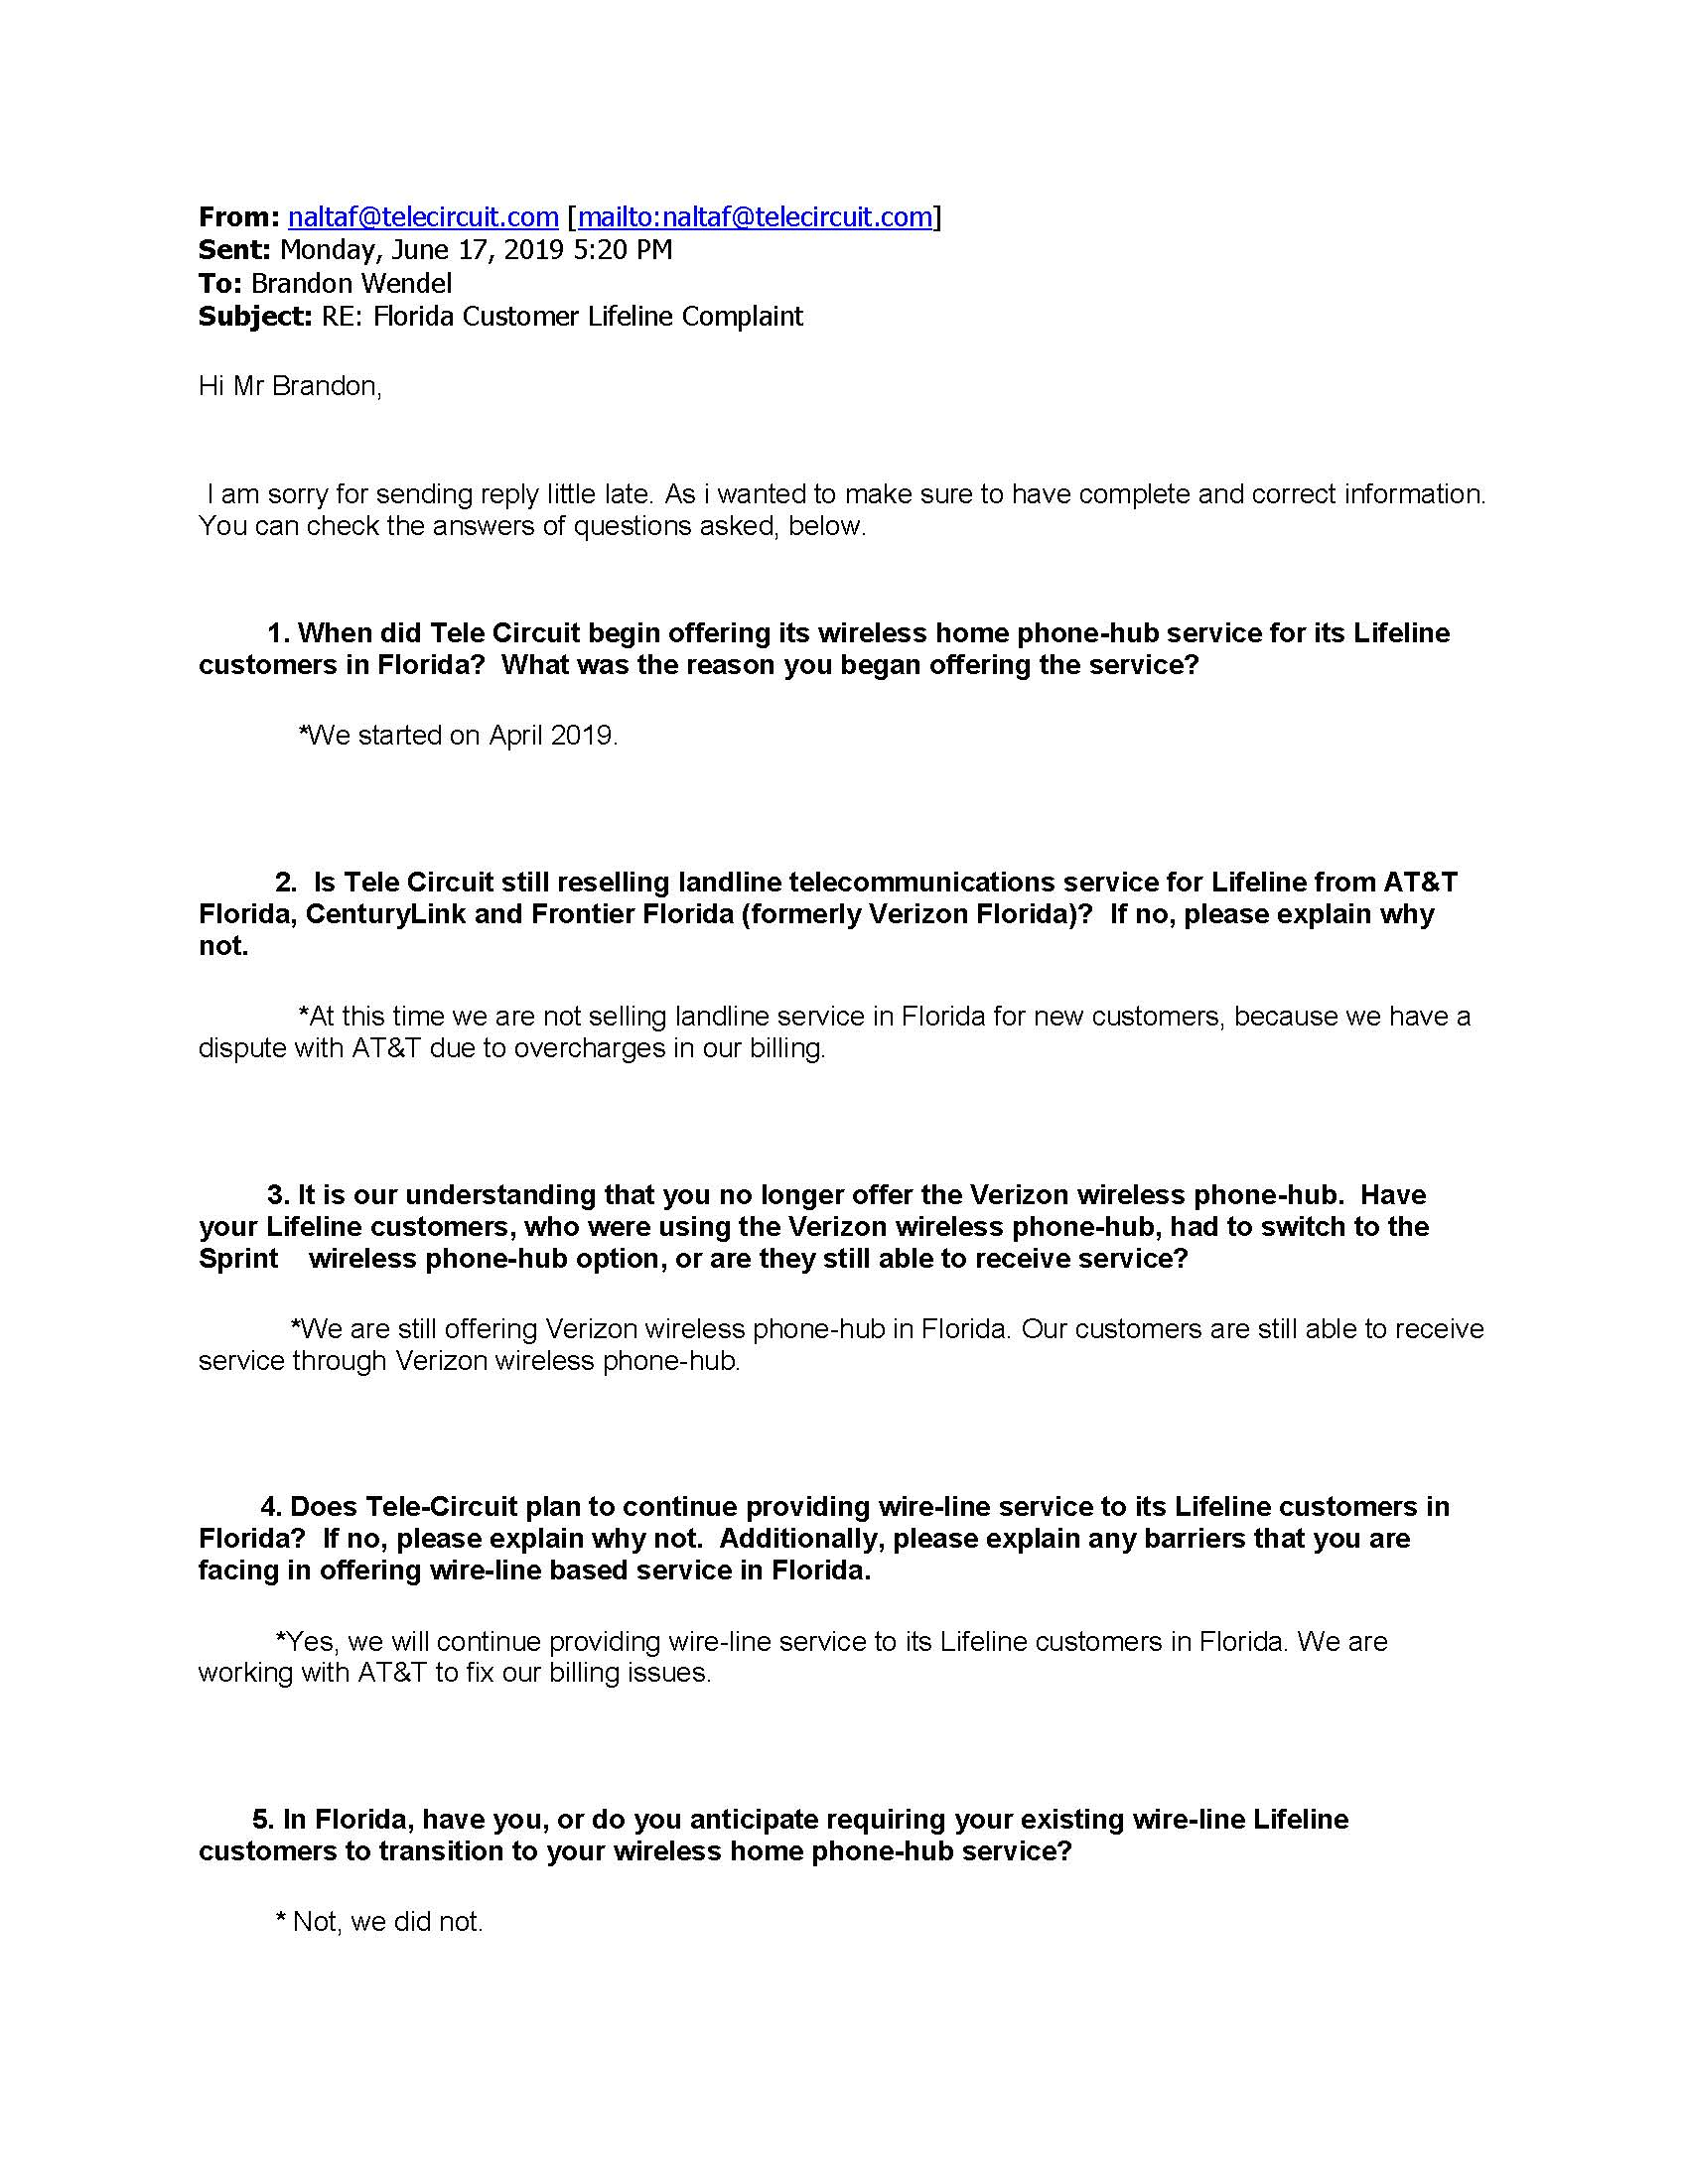 From: naltaf@telecircuit.com [mailto:naltaf@telecircuit.com]
Sent: Monday, June 17, 2019 5:20 PM
To: Brandon Wendel
Subject: RE: Florida Customer Lifeline Complaint
Hi Mr Brandon,
I am sorry for sending reply little late. As i wanted to make sure to have complete and correct information.
You can check the answers of questions asked, below.
1. When did Tele Circuit begin offering its wireless home phone-hub service for its Lifeline
customers in Florida?  What was the reason you began offering the service?
*We started on April 2019.
2.  Is Tele Circuit still reselling landline telecommunications service for Lifeline from AT&T
Florida, CenturyLink and Frontier Florida (formerly Verizon Florida)?  If no, please explain why
not.
*At this time we are not selling landline service in Florida for new customers, because we have a
dispute with AT&T due to overcharges in our billing.
3. It is our understanding that you no longer offer the Verizon wireless phone-hub.  Have
your Lifeline customers, who were using the Verizon wireless phone-hub, had to switch to the
Sprint    wireless phone-hub option, or are they still able to receive service?
*We are still offering Verizon wireless phone-hub in Florida. Our customers are still able to receive
service through Verizon wireless phone-hub.
4. Does Tele-Circuit plan to continue providing wire-line service to its Lifeline customers in
Florida?  If no, please explain why not.  Additionally, please explain any barriers that you are
facing in offering wire-line based service in Florida.
*Yes, we will continue providing wire-line service to its Lifeline customers in Florida. We are
working with AT&T to fix our billing issues.
5. In Florida, have you, or do you anticipate requiring your existing wire-line Lifeline
customers to transition to your wireless home phone-hub service?
* Not, we did not.